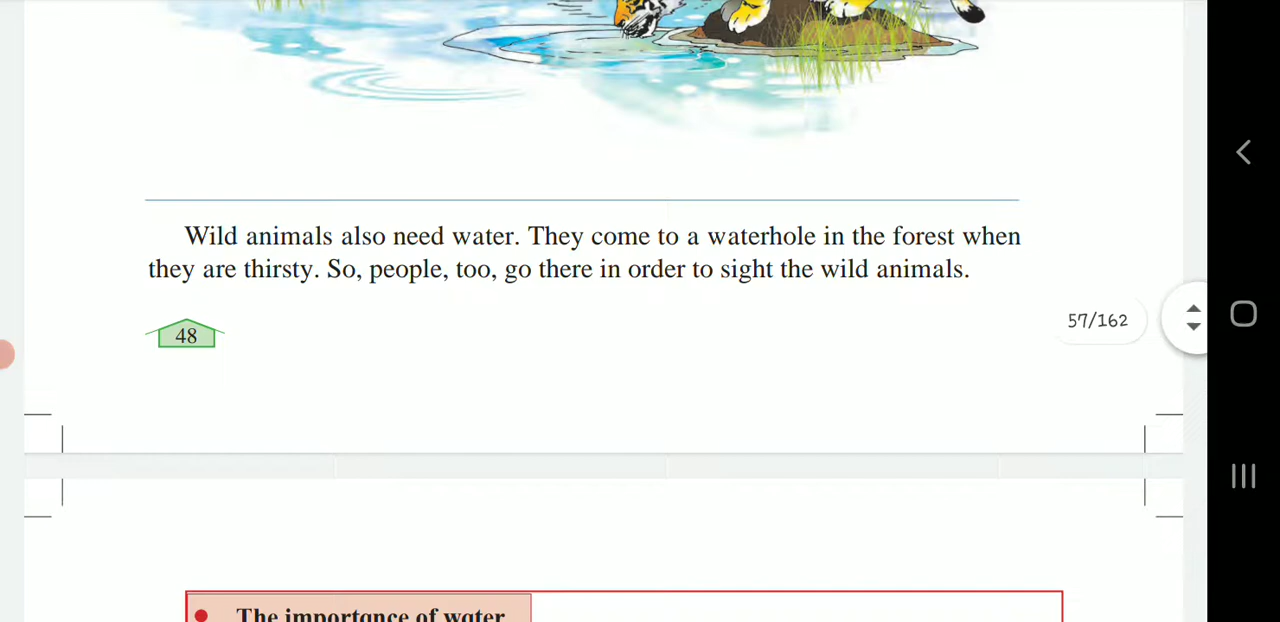 Wild animals also need water. They come to a waterhole in the forest when
they are thirsty. So, people, too, go there in order to sight the wild animals.
48
57/162
The importance of water